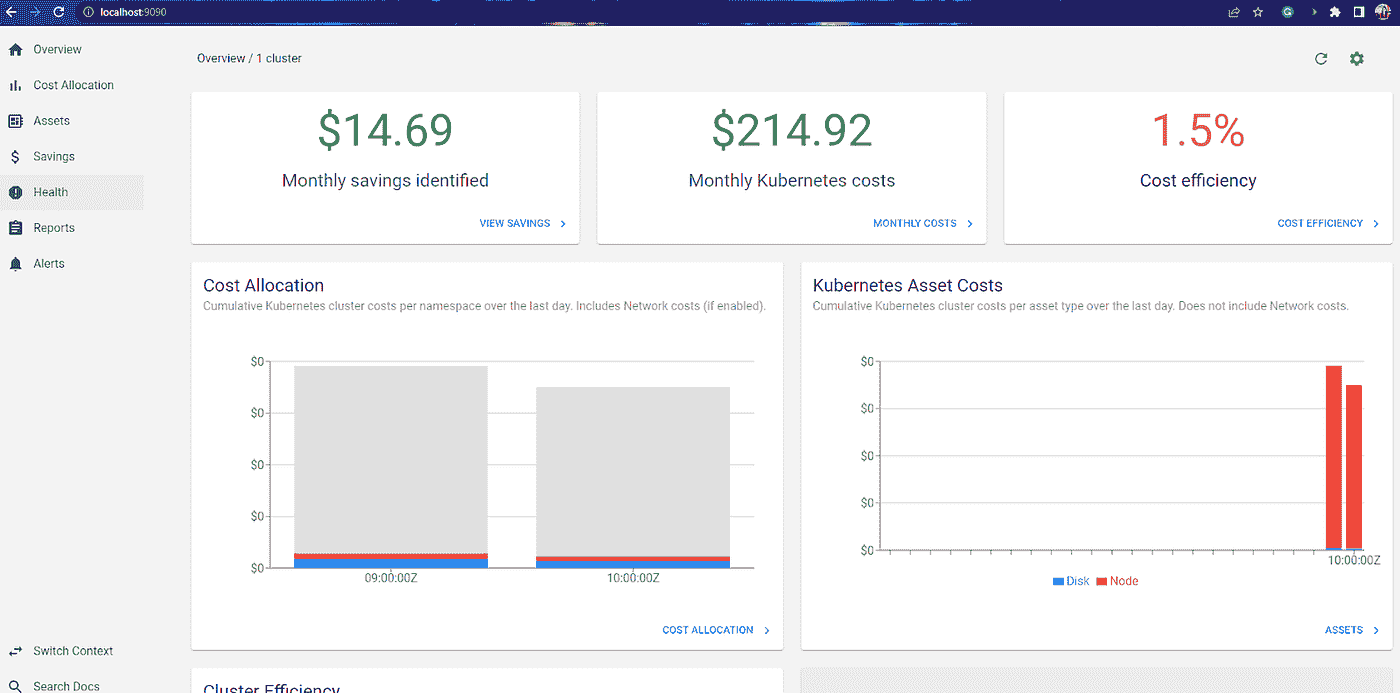 localhost:9090
Overview
Cost Allocation
Assets
Savings
Health
Reports
Alerts
Switch Context
Search Docs
Overview / 1 cluster
$14.69
Monthly savings identified
VIEW SAVINGS
$214.92
Monthly Kubernetes costs
MONTHLY COSTS
1.5%
Cost efficiency
COST EFFICIENCY
Cost Allocation
Cumulative Kubernetes cluster costs per namespace over the last day. Includes Network costs (if enabled).
$0
$0
$0
$0
$0
09:00:00Z 10:00:00Z
COST ALLOCATION
Kubernetes Asset Costs
Cumulative Kubernetes cluster costs per asset type over the last day. Does not include Network costs.
$0
$0
$0
$0
$0
10:00:00Z
Disk Node
ASSETS
Cluster Efficiency